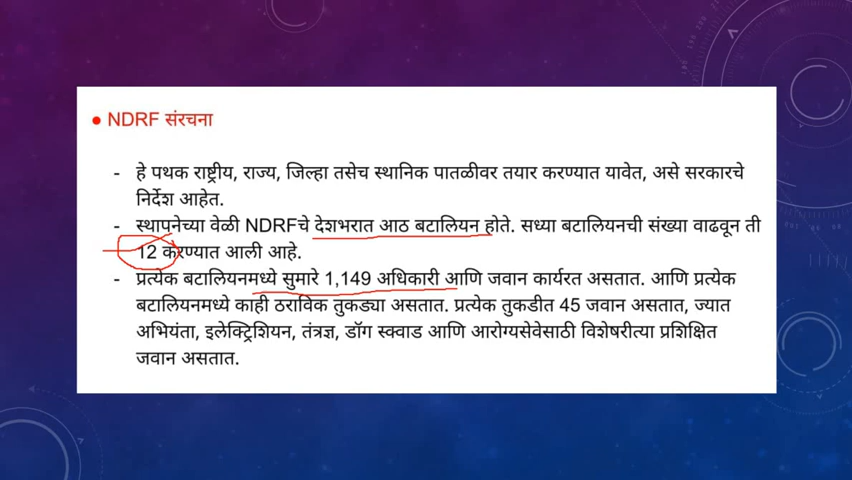 ● NDRF संरचना
- हे पथक राष्ट्रीय, राज्य, जिल्हा तसेच स्थानिक पातळीवर तयार करण्यात यावेत, असे सरकारचे
निर्देश आहेत.
- स्थापनेच्या वेळी NDRFचे देशभरात आठ बटालियन होते. सध्या बटालियनची संख्या वाढवून ती
12 करण्यात आली आहे.
- प्रत्येक बटालियनमध्ये सुमारे 1,149 अधिकारी आणि जवान कार्यरत असतात. आणि प्रत्येक
बटालियनमध्ये काही ठराविक तुकड्या असतात. प्रत्येक तुकडीत 45 जवान असतात, ज्यात
अभियंता, इलेक्ट्रिशियन, तंत्रज्ञ, डॉग स्क्वाड आणि आरोग्यसेवेसाठी विशेषरीत्या प्रशिक्षित
जवान असतात.